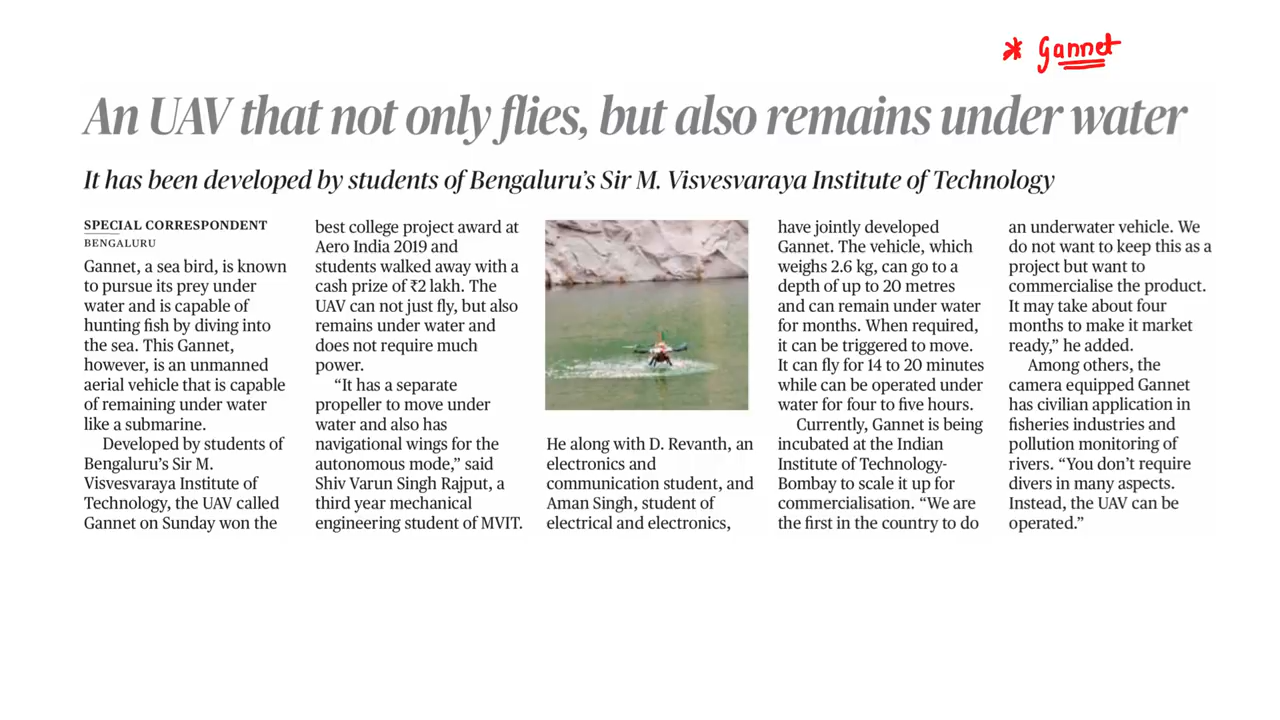 * Gannet
An UAV that not only flies, but also remains under water
It has been developed by students of Bengaluru's Sir M. Visvesvaraya Institute of Technology
SPECIAL CORRESPONDENT
BENGALURU
Gannet, a sea bird, is known
to pursue its prey under
water and is capable of
hunting fish by diving into
the sea. This Gannet,
however, is an unmanned
aerial vehicle that is capable
of remaining under water
like a submarine.
Developed by students of
Bengaluru's Sir M.
Visvesvaraya Institute of
Technology, the UAV called
Gannet on Sunday won the
best college project award at
Aero India 2019 and
students walked away with a
cash prize of ₹2 lakh. The
UAV can not just fly, but also
remains under water and
does not require much
power.
“It has a separate
propeller to move under
water and also has
navigational wings for the
autonomous mode,” said
Shiv Varun Singh Rajput, a
third year mechanical
engineering student of MVIT.
He along with D. Revanth, an
electronics and
communication student, and
Aman Singh, student of
electrical and electronics,
have jointly developed
Gannet. The vehicle, which
weighs 2.6 kg, can go to a
depth of up to 20 metres
and can remain under water
for months. When required,
it can be triggered to move.
It can fly for 14 to 20 minutes
while can be operated under
water for four to five hours.
Currently, Gannet is being
incubated at the Indian
Institute of Technology-
Bombay to scale it up for
commercialisation. “We are
the first in the country to do
an underwater vehicle. We
do not want to keep this as a
project but want to
commercialise the product.
It may take about four
months to make it market
ready,” he added.
Among others, the
camera equipped Gannet
has civilian application in
fisheries industries and
pollution monitoring of
rivers. “You don't require
divers in many aspects.
Instead, the UAV can be
operated.”